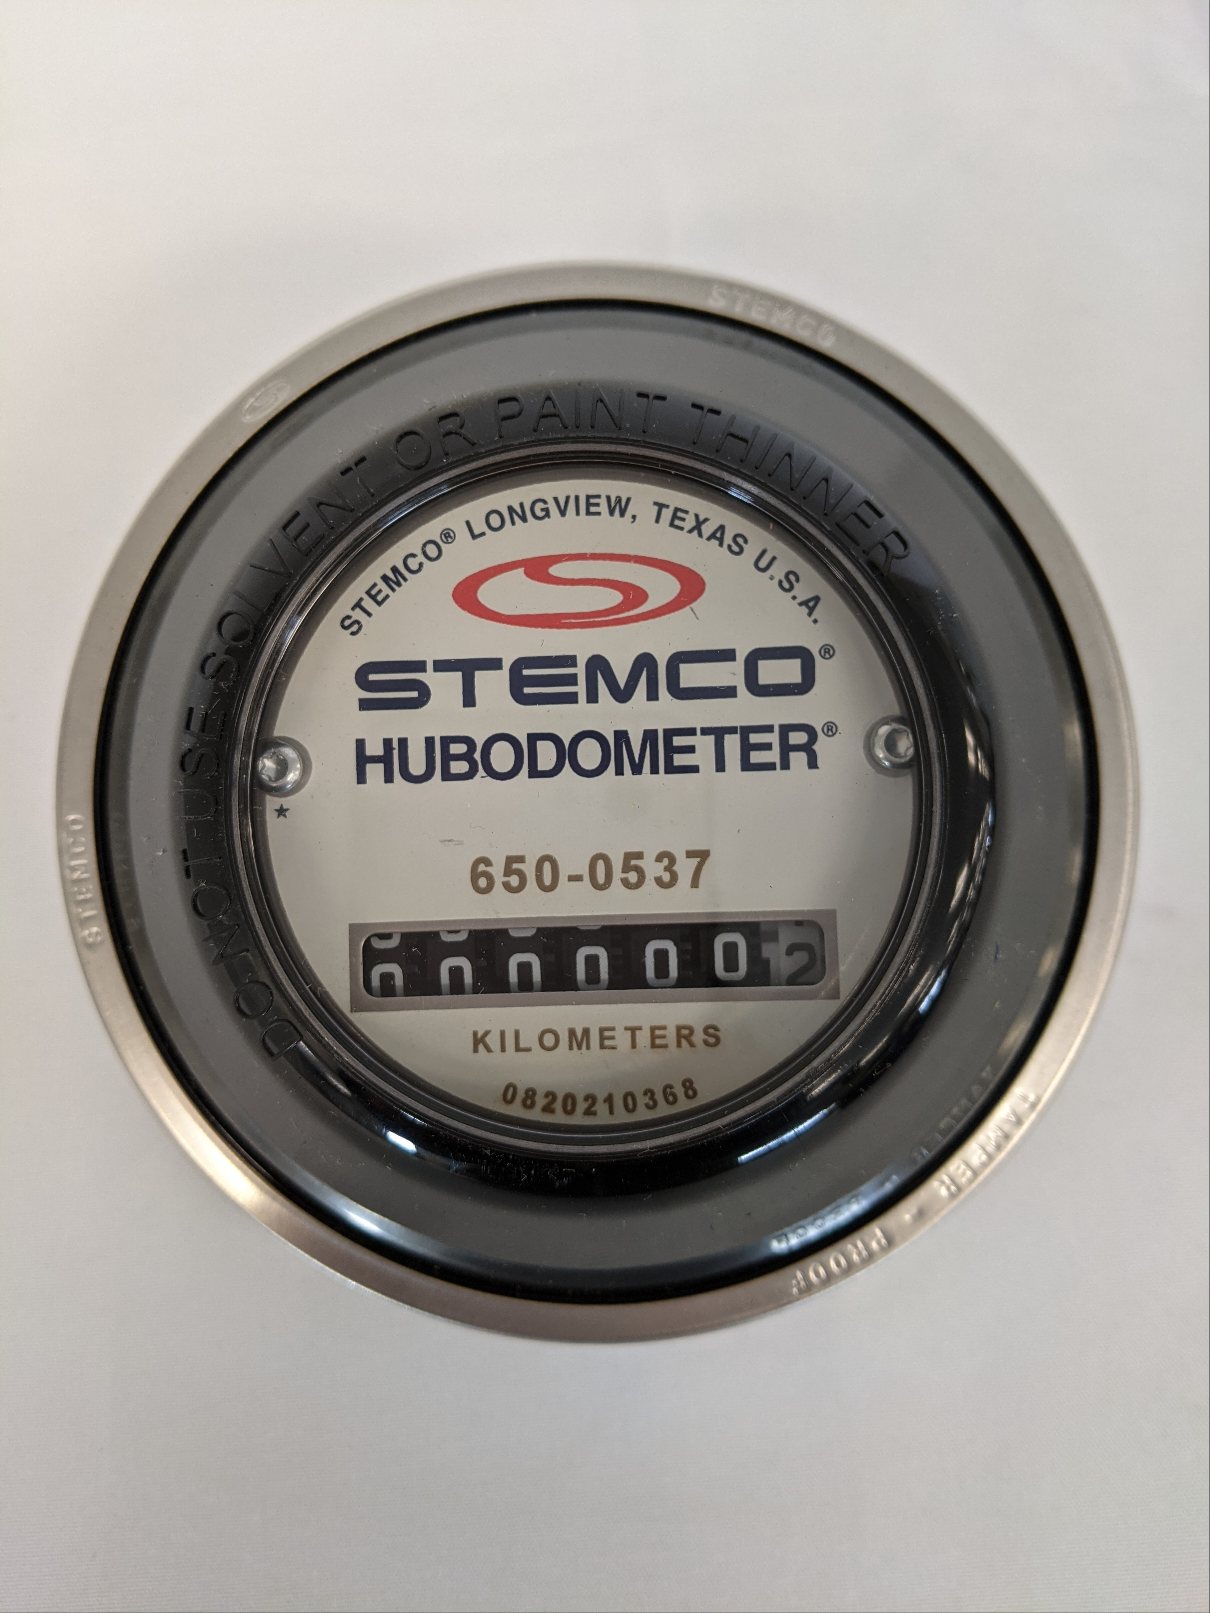 STEMCO
DO NOT USE SOLVENT OR PAINT THINNER
STEMCO® LONGVIEW, TEXAS U.S.A.
STEMCO®
HUBODOMETER®
650-0537
0000002
KILOMETERS
0820210368
STEMCO
TAMPER - PROOF